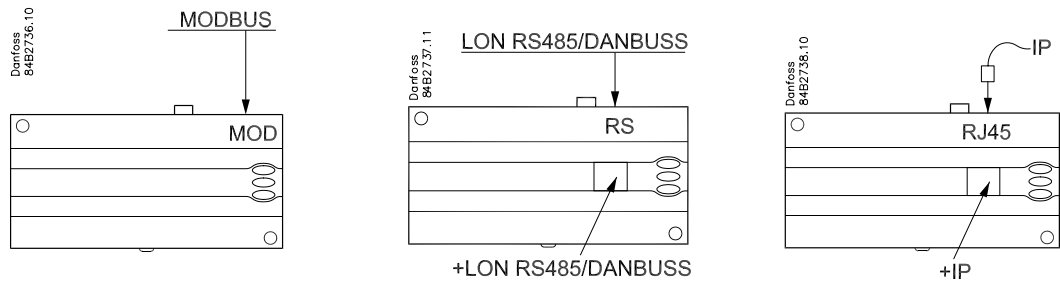 Danfoss
84B2736.10
MODBUS
MOD
Danfoss
84B2737.11
LON RS485/DANBUSS
RS
+LON RS485/DANBUSS
Danfoss
84B2738.10
IP
RJ45
+IP